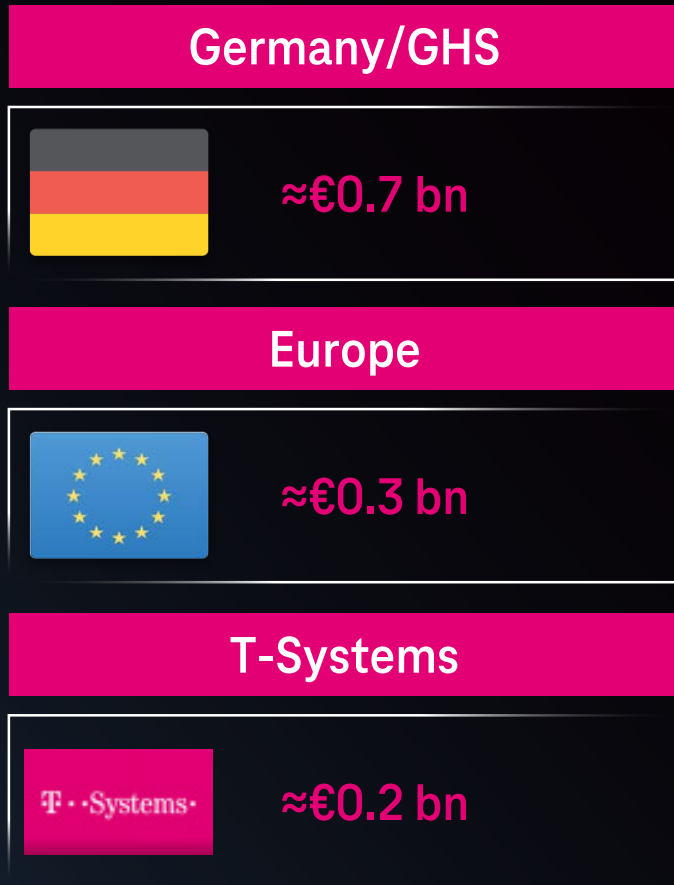 Germany/GHS
≈€0.7 bn
Europe
≈€0.3 bn
T-Systems
T··Systems·
≈€0.2 bn